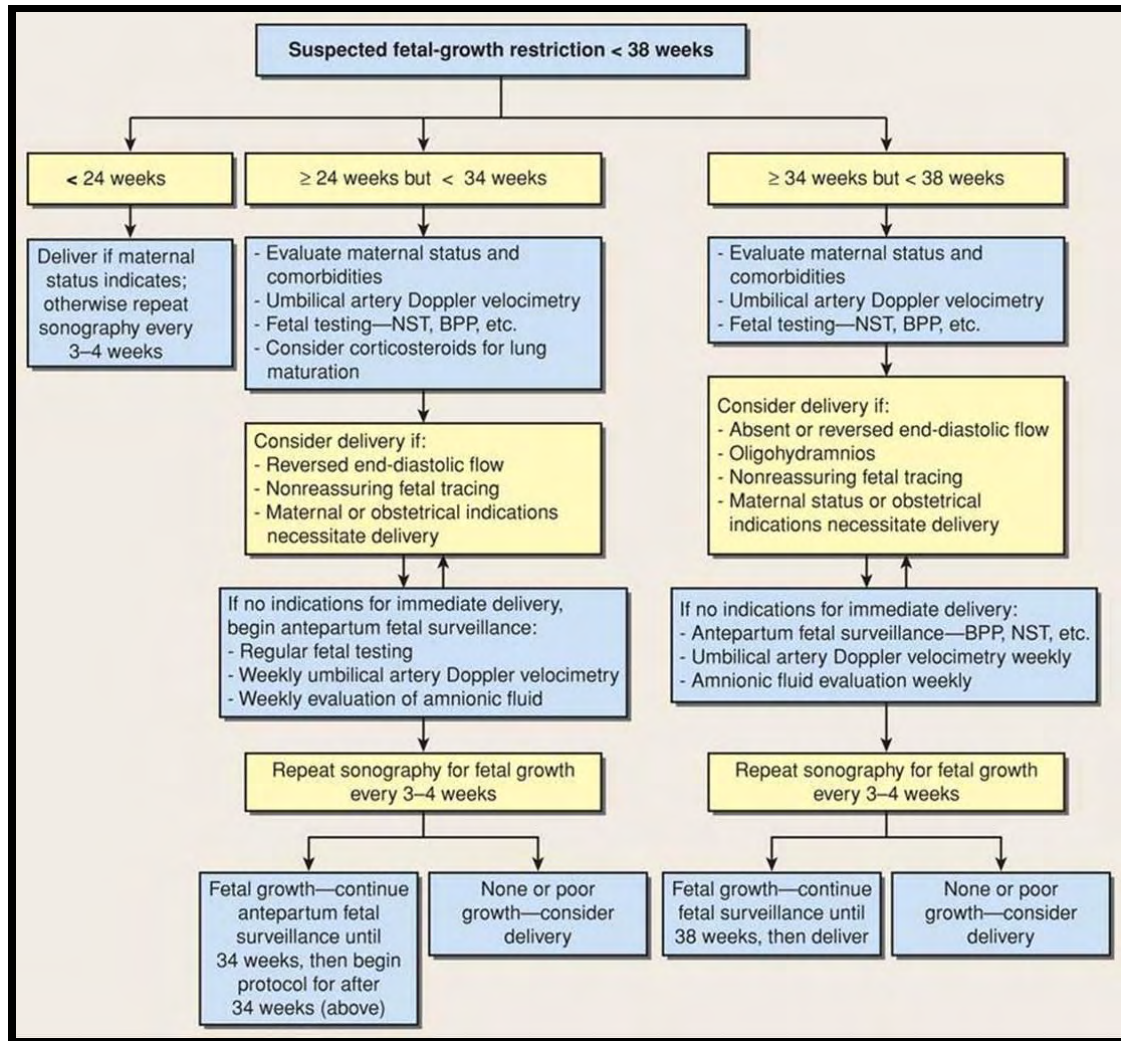 Suspected fetal-growth restriction < 38 weeks
< 24 weeks
≥ 24 weeks but < 34 weeks
≥ 34 weeks but < 38 weeks
Deliver if maternal
status indicates;
otherwise repeat
sonography every
3–4 weeks
- Evaluate maternal status and
comorbidities
- Umbilical artery Doppler velocimetry
- Fetal testing—NST, BPP, etc.
- Consider corticosteroids for lung
maturation
- Evaluate maternal status and
comorbidities
- Umbilical artery Doppler velocimetry
- Fetal testing—NST, BPP, etc.
Consider delivery if:
- Reversed end-diastolic flow
- Nonreassuring fetal tracing
- Maternal or obstetrical indications
necessitate delivery
Consider delivery if:
- Absent or reversed end-diastolic flow
- Oligohydramnios
- Nonreassuring fetal tracing
- Maternal status or obstetrical
indications necessitate delivery
If no indications for immediate delivery,
begin antepartum fetal surveillance:
- Regular fetal testing
- Weekly umbilical artery Doppler velocimetry
- Weekly evaluation of amnionic fluid
If no indications for immediate delivery:
- Antepartum fetal surveillance—BPP, NST, etc.
- Umbilical artery Doppler velocimetry weekly
- Amnionic fluid evaluation weekly
Repeat sonography for fetal growth
every 3–4 weeks
Repeat sonography for fetal growth
every 3–4 weeks
Fetal growth—continue
antepartum fetal
surveillance until
34 weeks, then begin
protocol for after
34 weeks (above)
None or poor
growth—consider
delivery
Fetal growth—continue
fetal surveillance until
38 weeks, then deliver
None or poor
growth—consider
delivery